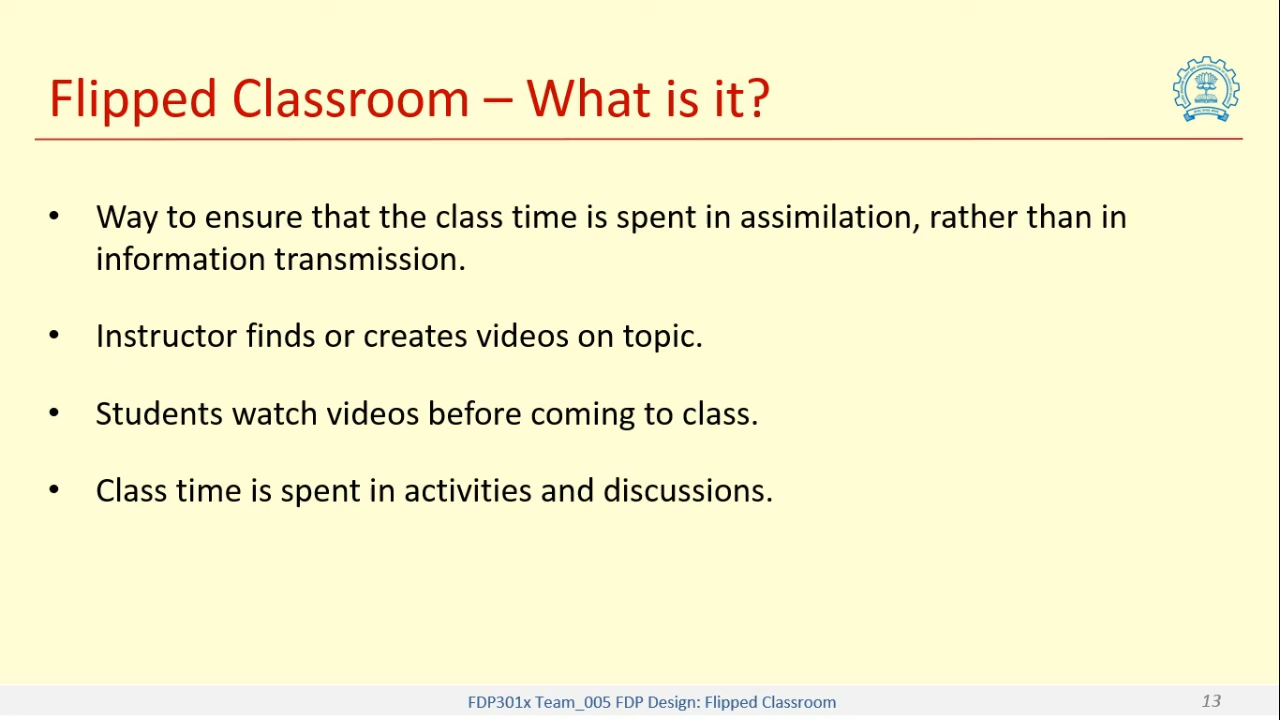 Flipped Classroom – What is it?
• Way to ensure that the class time is spent in assimilation, rather than in
information transmission.
• Instructor finds or creates videos on topic.
• Students watch videos before coming to class.
• Class time is spent in activities and discussions.
FDP301x Team_005 FDP Design: Flipped Classroom
13